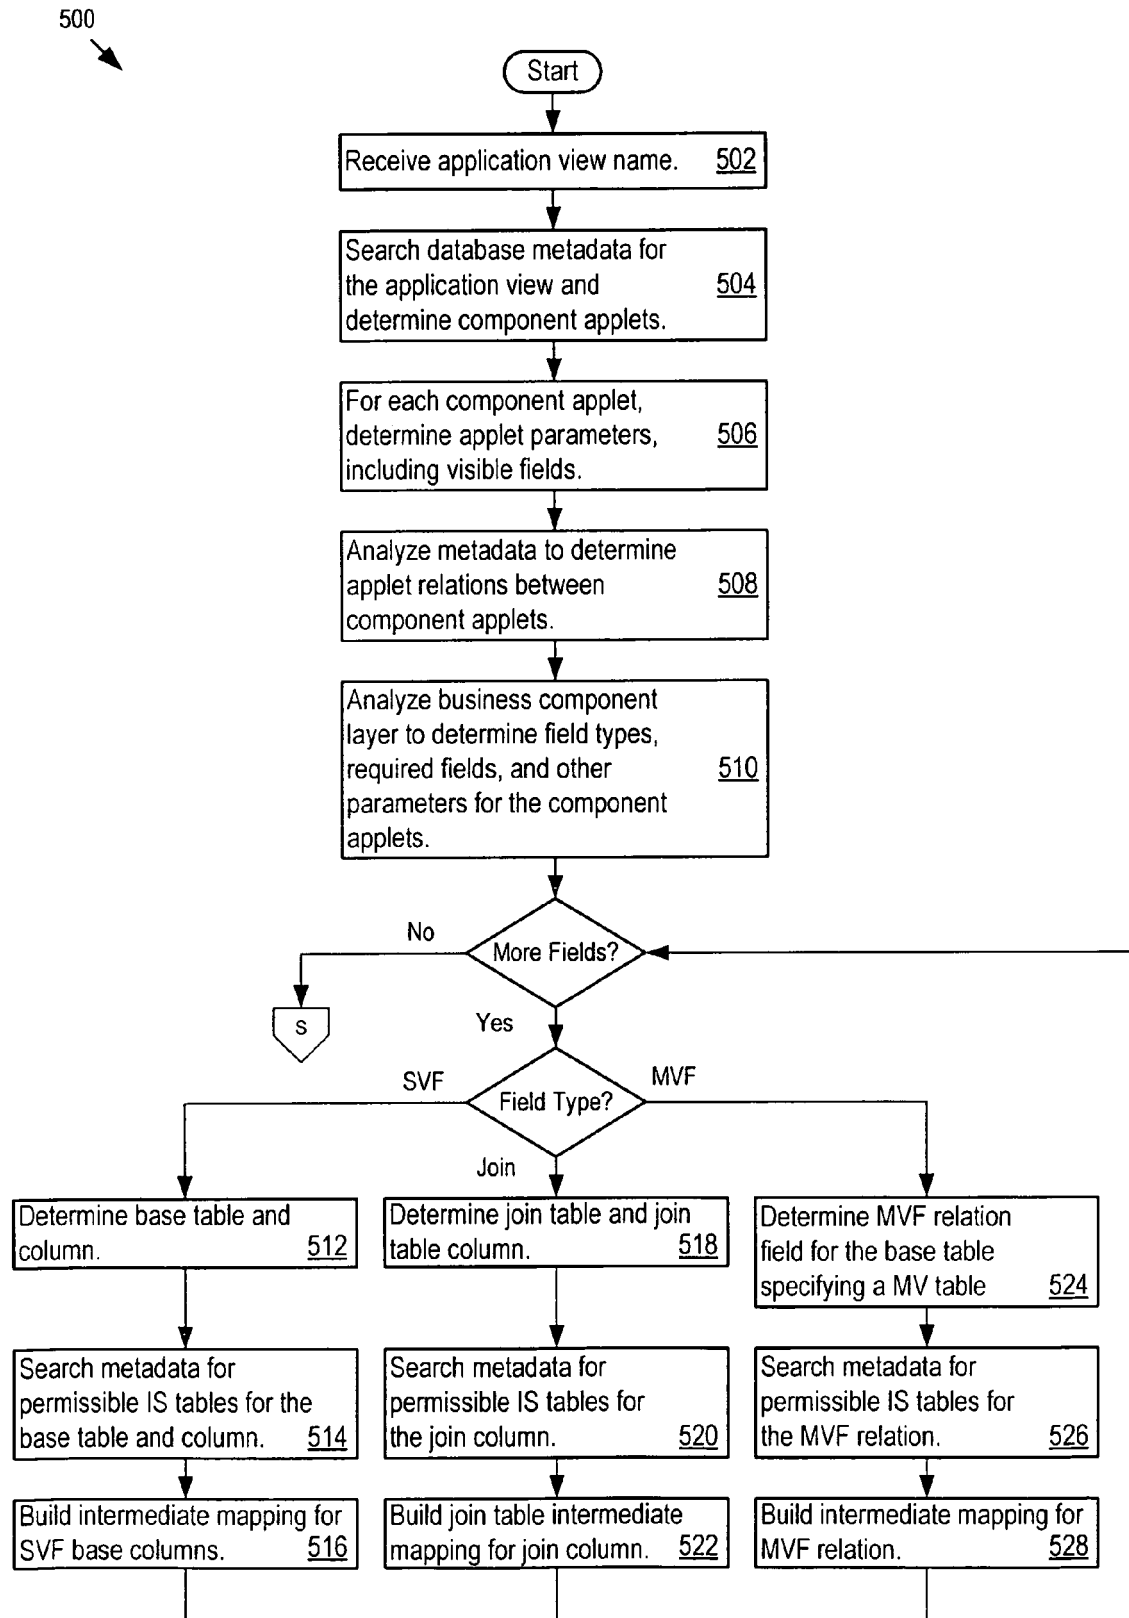 500
Start
Receive application view name. 502
Search database metadata for
the application view and 504
determine component applets.
For each component applet,
determine applet parameters, 506
including visible fields.
Analyze metadata to determine
applet relations between 508
component applets.
Analyze business component
layer to determine field types,
required fields, and other 510
parameters for the component
applets.
No
More Fields?
S
Yes
SVF
MVF
Field Type?
Join
Determine base table and
column. 512
Determine join table and join
table column. 518
Determine MVF relation
field for the base table
specifying a MV table 524
Search metadata for
permissible IS tables for the
base table and column. 514
Search metadata for
permissible IS tables for
the join column. 520
Search metadata for
permissible IS tables for
the MVF relation. 526
Build intermediate mapping for
SVF base columns. 516
Build join table intermediate
mapping for join column. 522
Build intermediate mapping for
MVF relation. 528